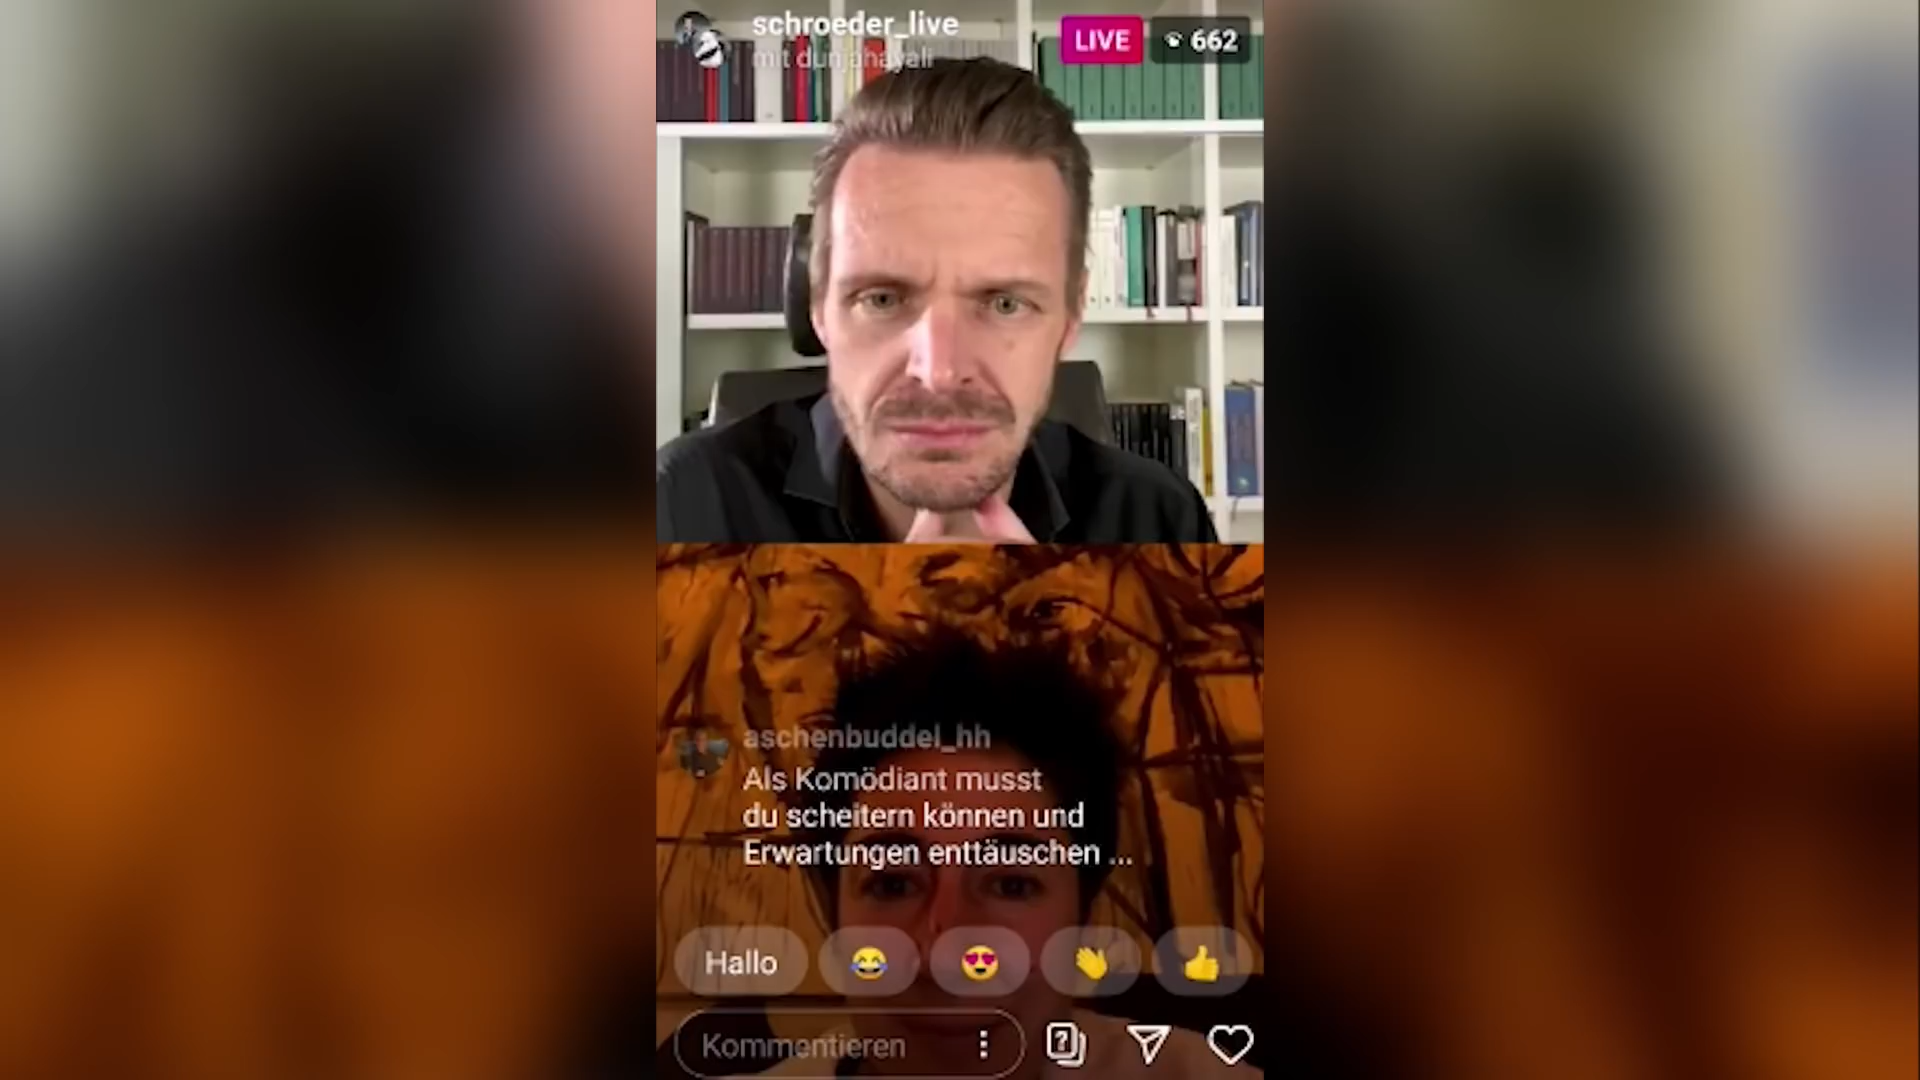 schroeder_live
mit dunjahayali
LIVE
662
aschenbuddel_hh
Als Komödiant musst
du scheitern können und
Erwartungen enttäuschen ...
Hallo
Kommentieren
?